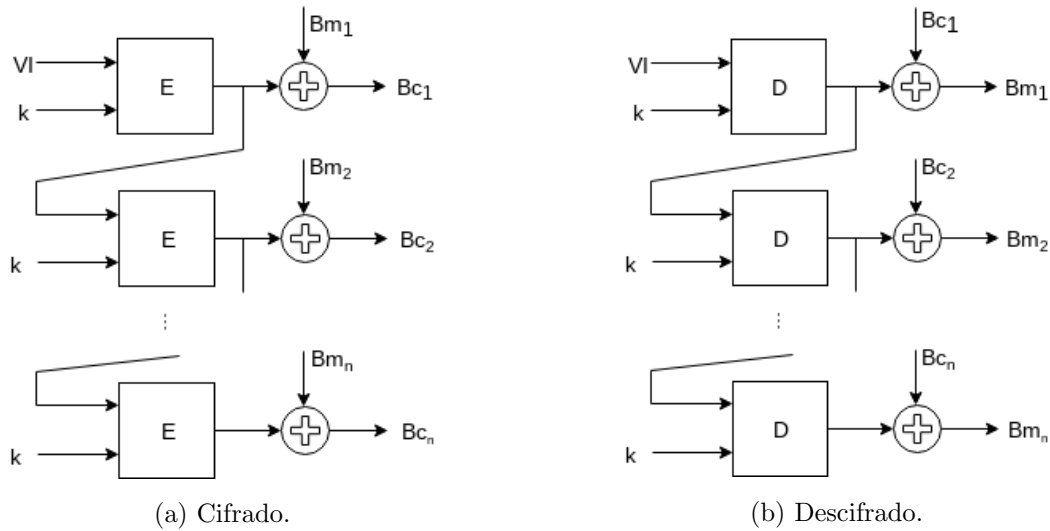 Bm1
VI
E
Bc1
k
Bm2
E
Bc2
k
Bmn
E
Bcn
k
(a) Cifrado.
Bc1
VI
D
Bm1
k
Bc2
D
Bm2
k
Bcn
D
Bmn
k
(b) Descifrado.